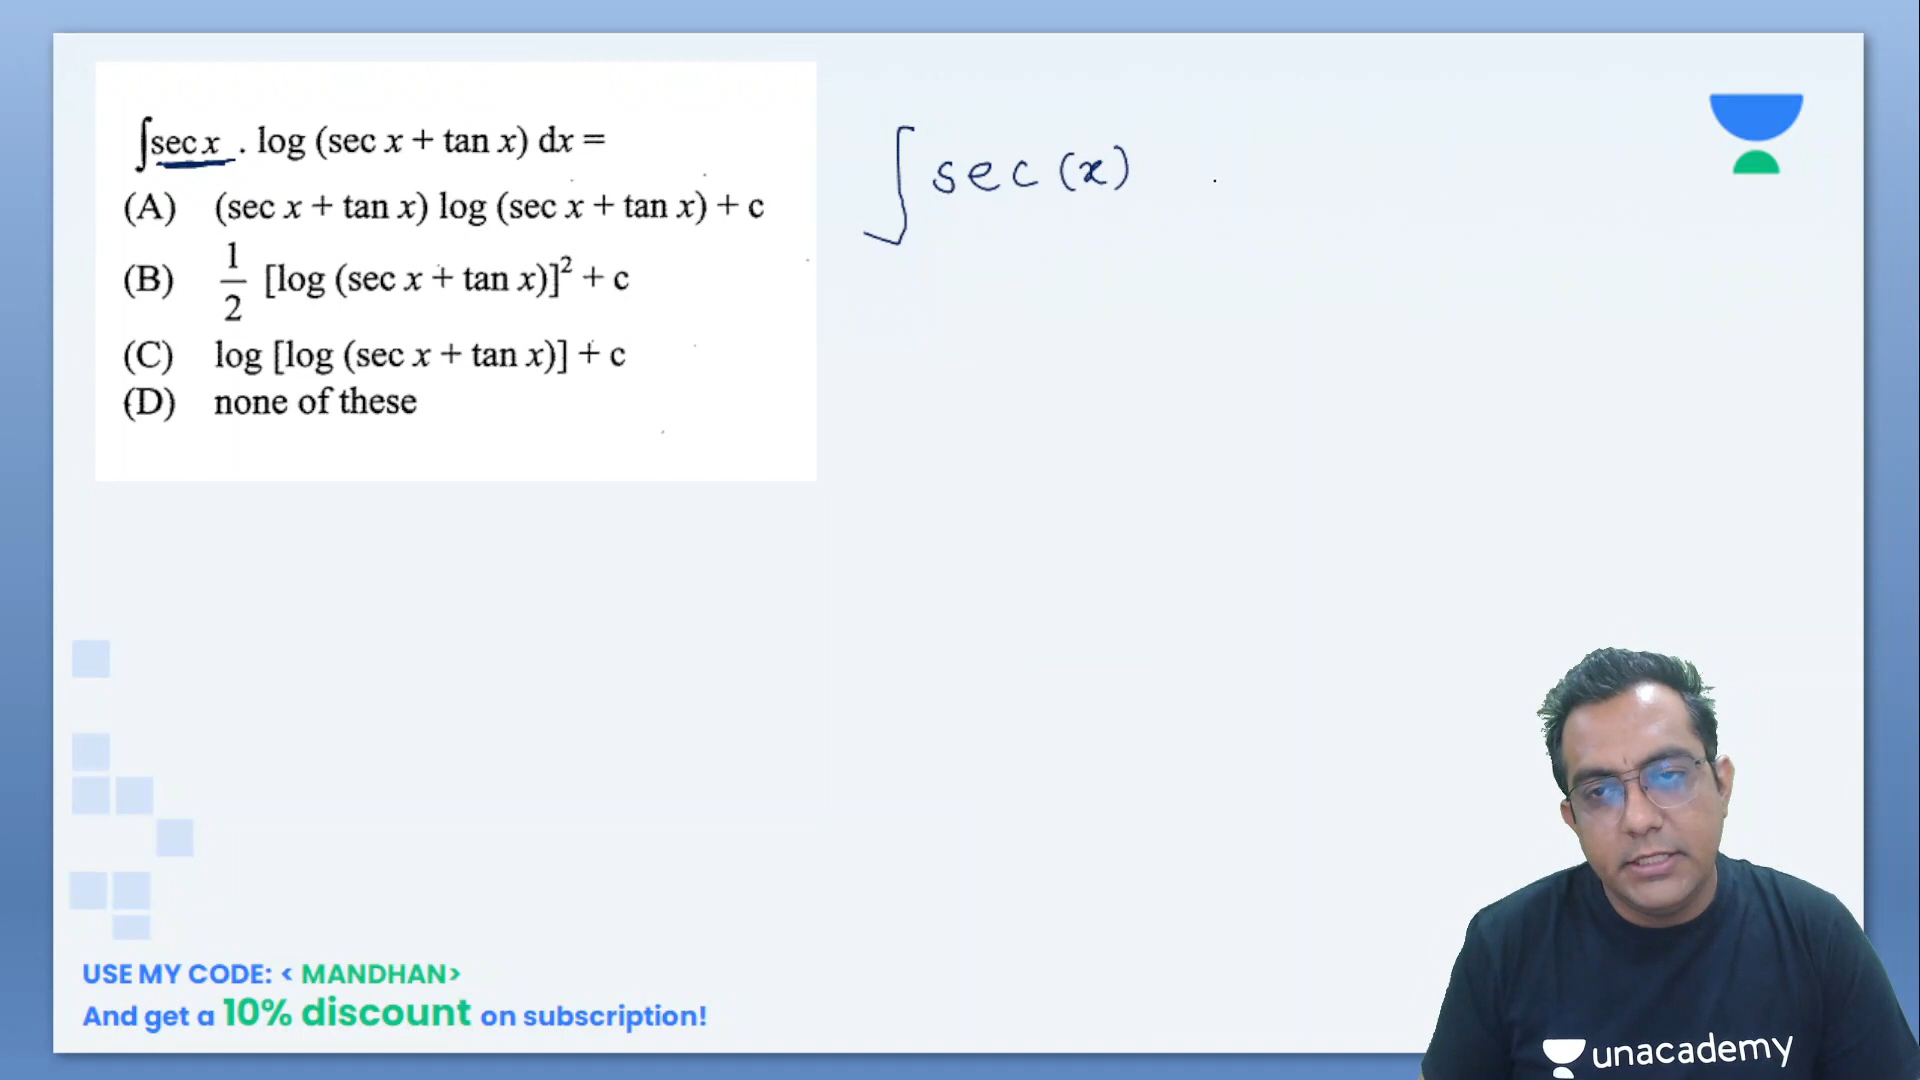 ∫sec x . log (sec x + tan x) dx =
(A) (sec x + tan x) log (sec x + tan x) + c
(B) 1/2 [log (sec x + tan x)]² + c
(C) log [log (sec x + tan x)] + c
(D) none of these
∫ sec (x)
USE MY CODE: < MANDHAN>
And get a 10% discount on subscription!
unacademy